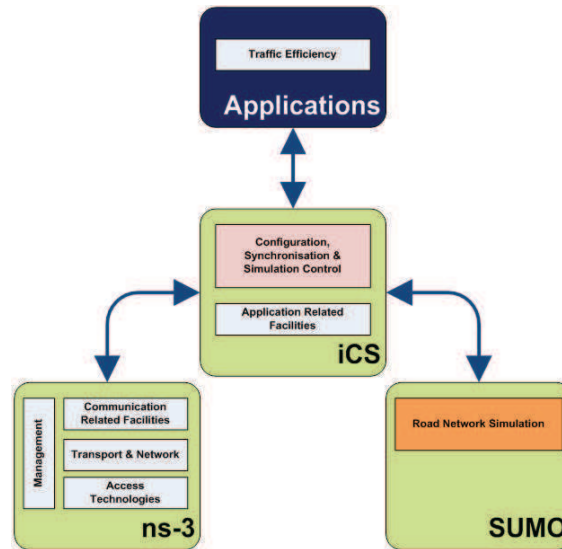 Traffic Efficiency
Applications
Configuration,
Synchronisation &
Simulation Control
Application Related
Facilities
iCS
Management
Communication
Related Facilities
Transport & Network
Access
Technologies
ns-3
Road Network Simulation
SUMO